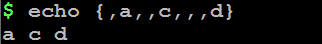 $ echo {,a,,c,,,d}
a c d